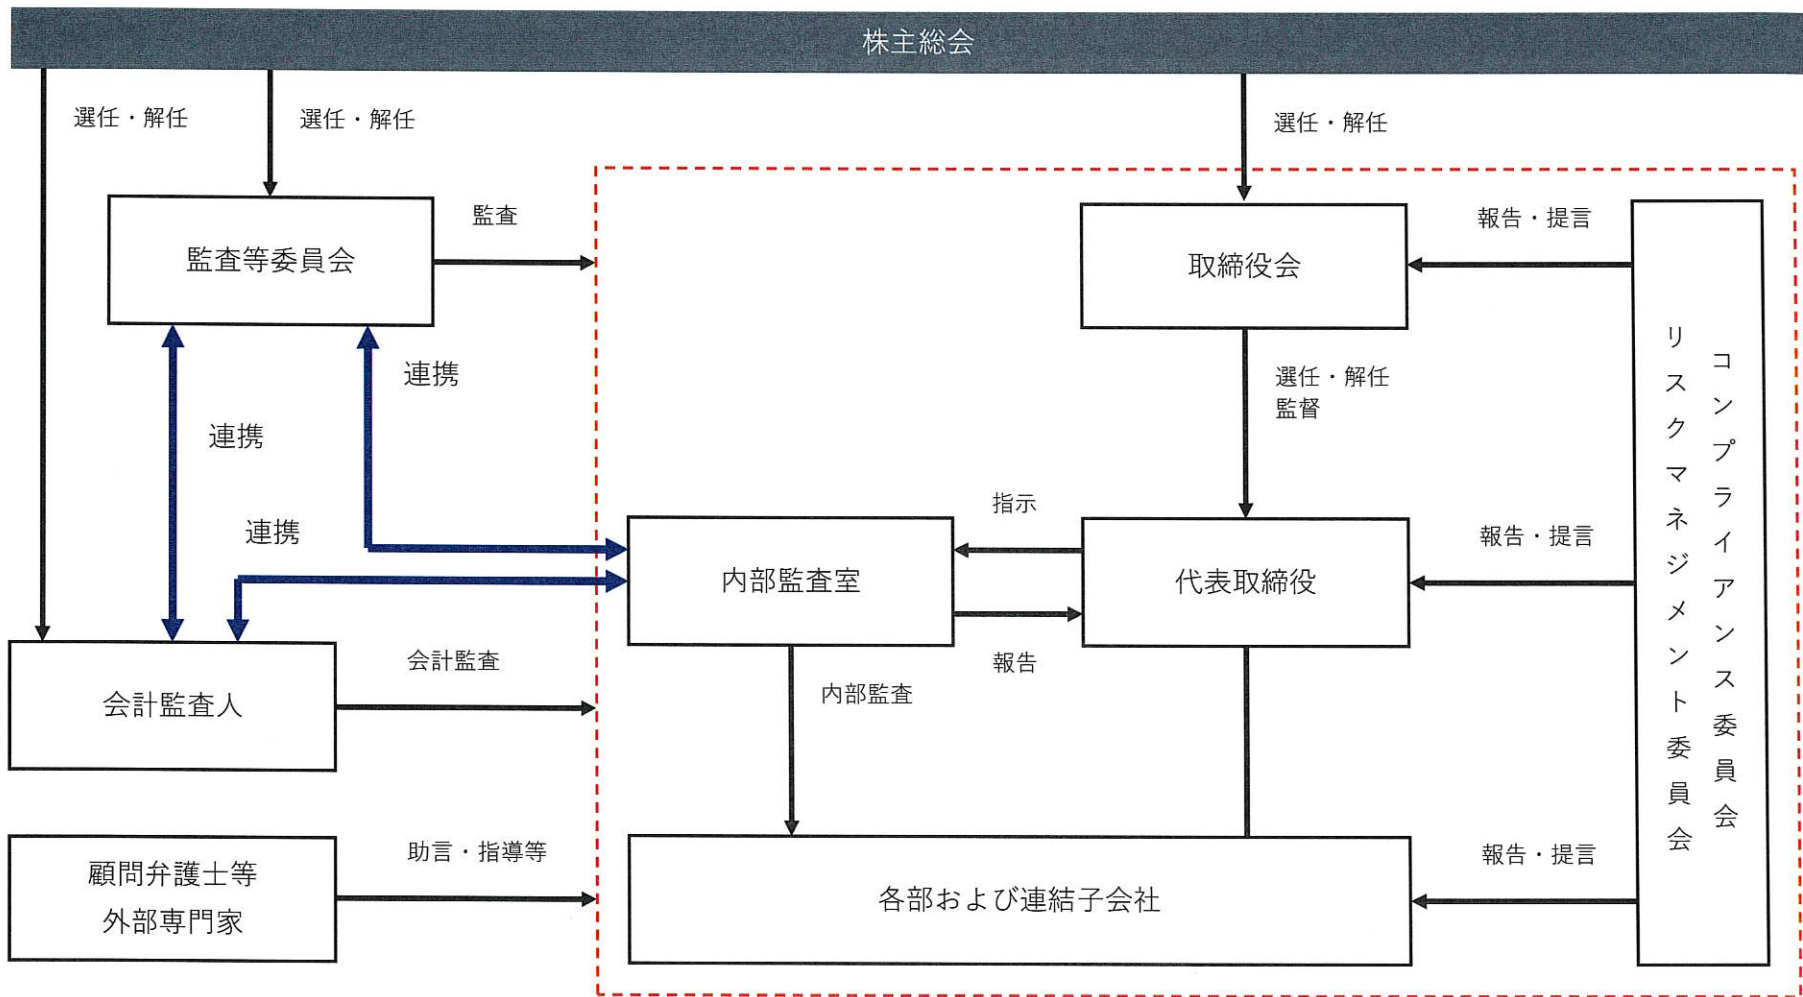 株主総会
選任・解任
選任・解任
選任・解任
監査等委員会
監査
取締役会
報告・提言
連携
連携
連携
選任・解任
監督
指示
内部監査室
代表取締役
報告・提言
報告
内部監査
会計監査人
会計監査
顧問弁護士等
外部専門家
助言・指導等
各部および連結子会社
報告・提言
コンプライアンス委員会
リスクマネジメント委員会